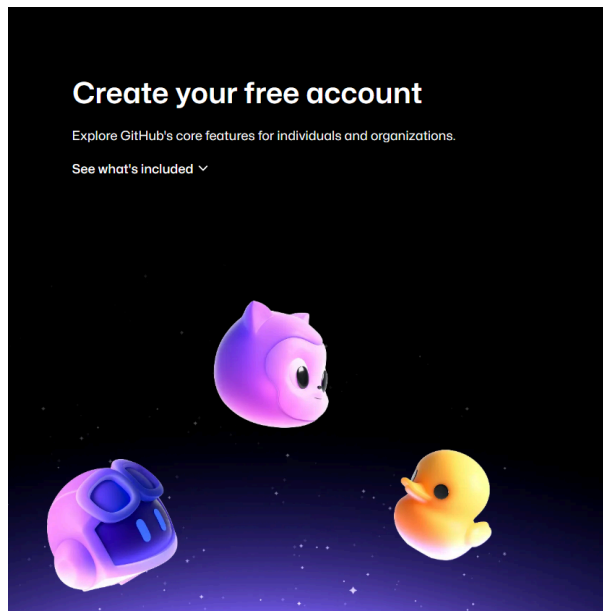 Create your free account
Explore GitHub's core features for individuals and organizations.
See what's included